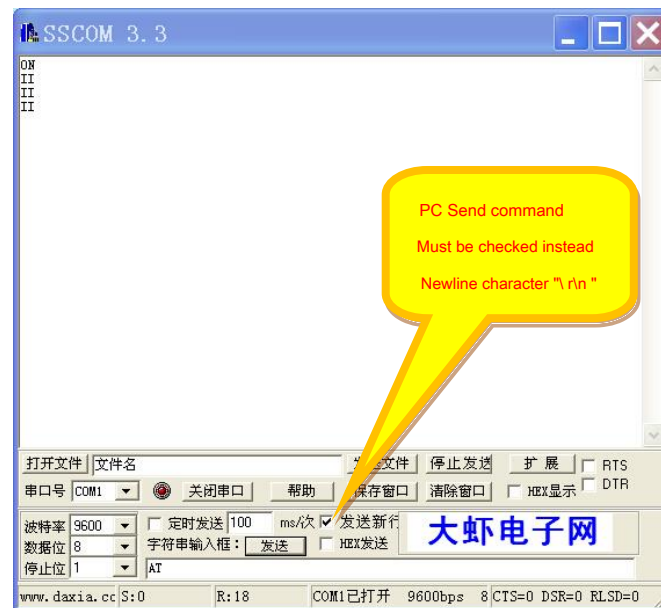 SSCOM 3.3
ON
II
II
II
PC Send command
Must be checked instead
Newline character "\ r\n "
打开文件 文件名 文件 停止发送 扩 展 RTS
串口号 COM1 关闭串口 帮助 保存窗口 清除窗口 HEX显示 DTR
波特率 9600 定时发送 100 ms/次 发送新行
数据位 8 字符串输入框： 发送 HEX发送
大虾电子网
停止位 1 AT
www.daxia.cc S:0 R:18 COM1已打开 9600bps 8 CTS=0 DSR=0 RLSD=0